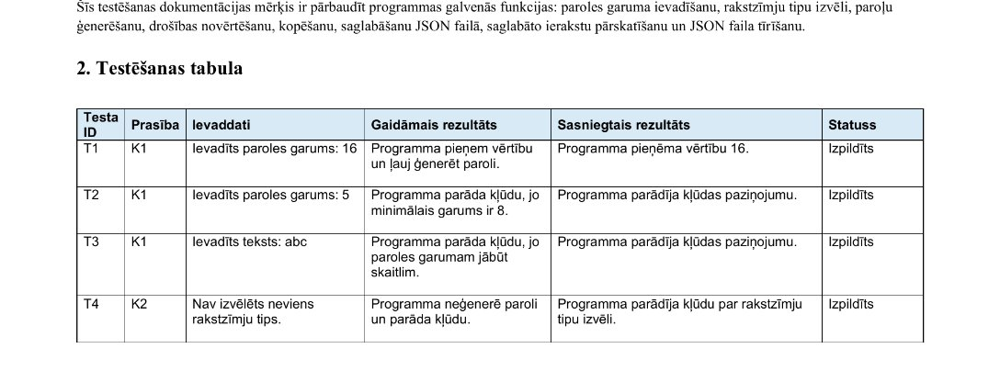 Šīs testēšanas dokumentācijas mērķis ir pārbaudīt programmas galvenās funkcijas: paroles garuma ievadīšanu, rakstzīmju tipu izvēli, paroļu
ģenerēšanu, drošības novērtēšanu, kopēšanu, saglabāšanu JSON failā, saglabāto ierakstu pārskatīšanu un JSON faila tīrīšanu.
2. Testēšanas tabula
Testa ID Prasība Ievaddati Gaidāmais rezultāts Sasniegtais rezultāts Statuss
T1 K1 Ievadīts paroles garums: 16 Programma pieņem vērtību Programma pieņēma vērtību 16. Izpildīts
un ļauj ģenerēt paroli.
T2 K1 Ievadīts paroles garums: 5 Programma parāda kļūdu, jo Programma parādīja kļūdas paziņojumu. Izpildīts
minimālais garums ir 8.
T3 K1 Ievadīts teksts: abc Programma parāda kļūdu, jo Programma parādīja kļūdas paziņojumu. Izpildīts
paroles garumam jābūt
skaitlim.
T4 K2 Nav izvēlēts neviens Programma neģenerē paroli Programma parādīja kļūdu par rakstzīmju Izpildīts
rakstzīmju tips. un parāda kļūdu. tipu izvēli.